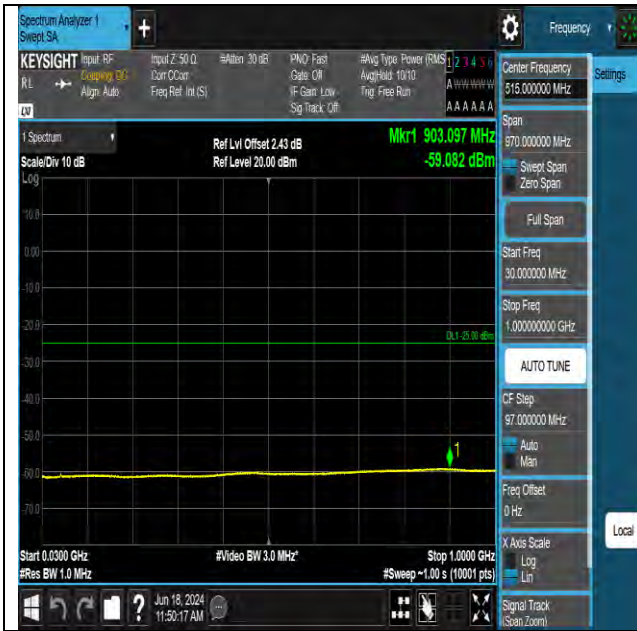 Spectrum Analyzer 1
Swept SA
+
Frequency
KEYSIGHT
Input: RF
Input Z: 50 Ω
#Atten: 30 dB
PNO: Fast
#Avg Type: Power (RMS)
1 2 3 4 5 6
RL
Coupling: DC
Corr CCorr
Gate: Off
Avg|Hold: 10/10
A W W W W W
Align: Auto
Freq Ref: Int (S)
IF Gain: Low
Trig: Free Run
Sig Track: Off
A A A A A A
1 Spectrum
Scale/Div 10 dB
Ref Lvl Offset 2.43 dB
Ref Level 20.00 dBm
Mkr1 903.097 MHz
-59.082 dBm
Log
10.0
0.00
-10.0
-20.0
DL1 -25.00 dBm
-30.0
-40.0
-50.0
1
-60.0
-70.0
Start 0.0300 GHz
#Video BW 3.0 MHz*
Stop 1.0000 GHz
#Res BW 1.0 MHz
#Sweep ~1.00 s (10001 pts)
Jun 18, 2024
11:50:17 AM
Center Frequency
515.000000 MHz
Settings
Span
970.000000 MHz
Swept Span
Zero Span
Full Span
Start Freq
30.000000 MHz
Stop Freq
1.000000000 GHz
AUTO TUNE
CF Step
97.000000 MHz
Auto
Man
Freq Offset
0 Hz
Local
X Axis Scale
Log
Lin
Signal Track
(Span Zoom)